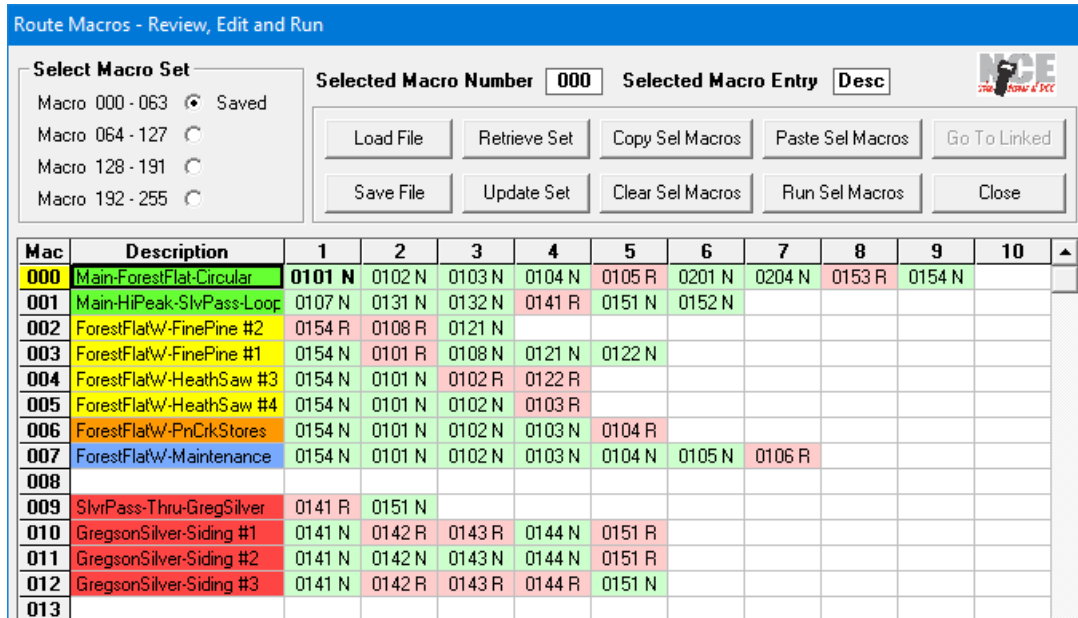 Route Macros - Review, Edit and Run
Select Macro Set
Macro 000 - 063 Saved
Macro 064 - 127
Macro 128 - 191
Macro 192 - 255
Selected Macro Number 000 Selected Macro Entry Desc
NCE
Load File Retrieve Set Copy Sel Macros Paste Sel Macros Go To Linked
Save File Update Set Clear Sel Macros Run Sel Macros Close
Mac Description 1 2 3 4 5 6 7 8 9 10
000 Main-ForestFlat-Circular 0101 N 0102 N 0103 N 0104 N 0105 R 0201 N 0204 N 0153 R 0154 N
001 Main-HiPeak-SlvPass-Loop 0107 N 0131 N 0132 N 0141 R 0151 N 0152 N
002 ForestFlatW-FinePine #2 0154 R 0108 R 0121 N
003 ForestFlatW-FinePine #1 0154 N 0101 R 0108 N 0121 N 0122 N
004 ForestFlatW-HeathSaw #3 0154 N 0101 N 0102 R 0122 R
005 ForestFlatW-HeathSaw #4 0154 N 0101 N 0102 N 0103 R
006 ForestFlatW-PnCrkStores 0154 N 0101 N 0102 N 0103 N 0104 R
007 ForestFlatW-Maintenance 0154 N 0101 N 0102 N 0103 N 0104 N 0105 N 0106 R
008
009 SlvrPass-Thru-GregSilver 0141 R 0151 N
010 GregsonSilver-Siding #1 0141 N 0142 R 0143 R 0144 N 0151 R
011 GregsonSilver-Siding #2 0141 N 0142 N 0143 N 0144 N 0151 R
012 GregsonSilver-Siding #3 0141 N 0142 R 0143 R 0144 R 0151 N
013